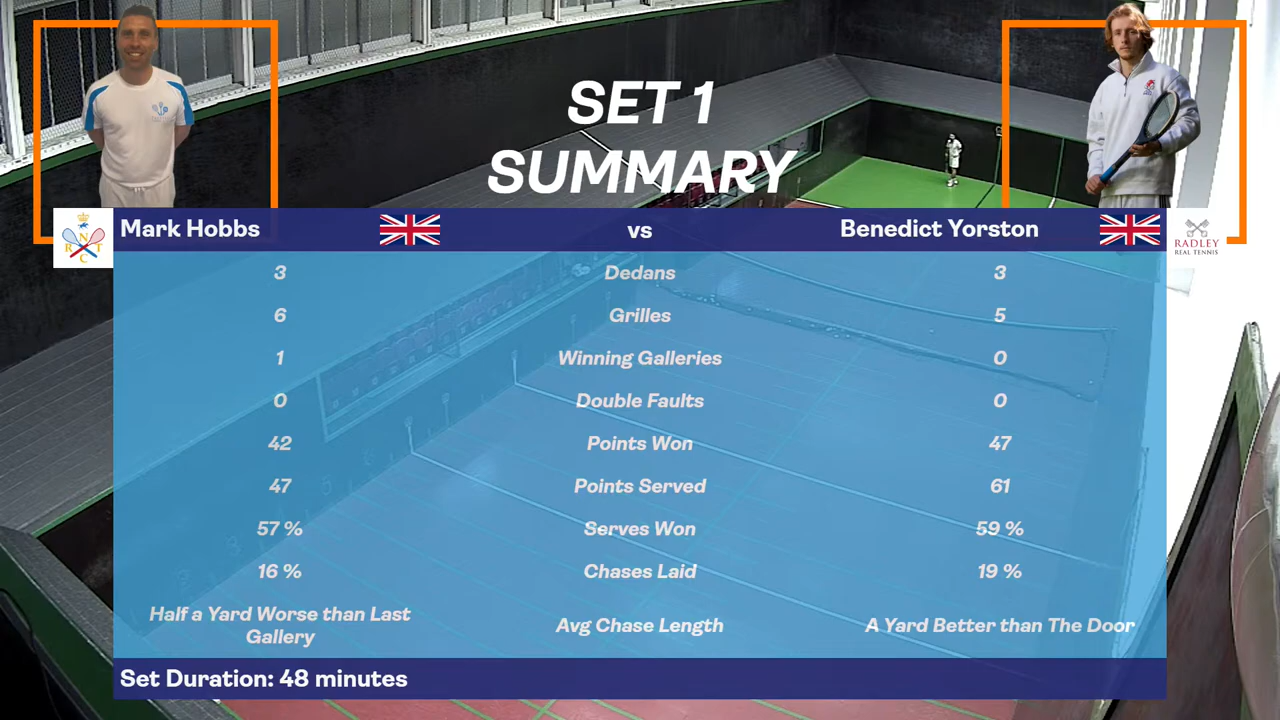 SET 1
SUMMARY
Mark Hobbs vs Benedict Yorston
N
R T
C
RADLEY
REAL TENNIS
3 Dedans 3
6 Grilles 5
1 Winning Galleries 0
0 Double Faults 0
42 Points Won 47
47 Points Served 61
57 % Serves Won 59 %
16 % Chases Laid 19 %
Half a Yard Worse than Last
Gallery
Avg Chase Length
A Yard Better than The Door
Set Duration: 48 minutes